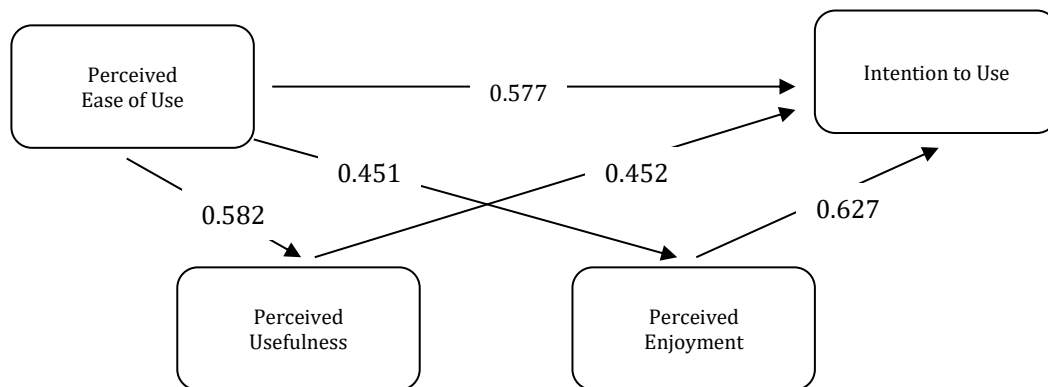 Perceived
Ease of Use
Intention to Use
0.577
0.451
0.452
0.582
0.627
Perceived
Usefulness
Perceived
Enjoyment